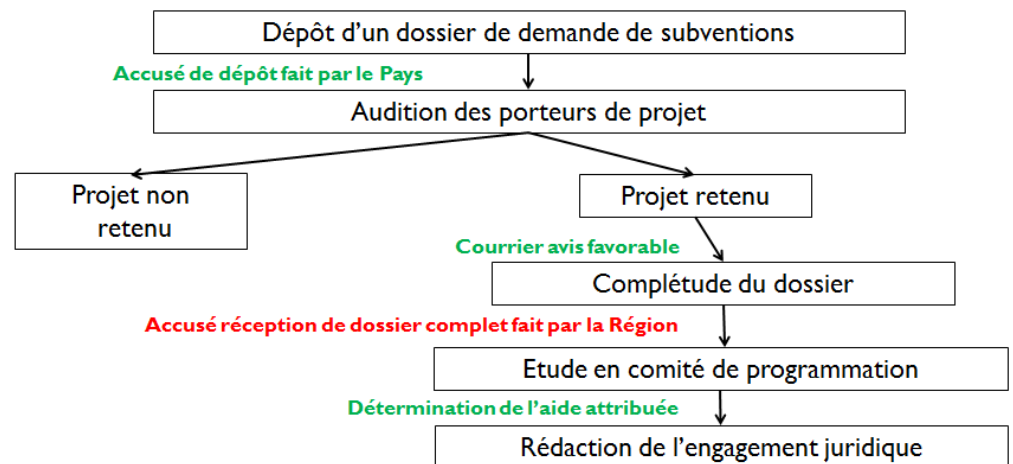 Dépôt d'un dossier de demande de subventions
Accusé de dépôt fait par le Pays
Audition des porteurs de projet
Projet non
retenu
Projet retenu
Courrier avis favorable
Complétude du dossier
Accusé réception de dossier complet fait par la Région
Etude en comité de programmation
Détermination de l'aide attribuée
Rédaction de l'engagement juridique